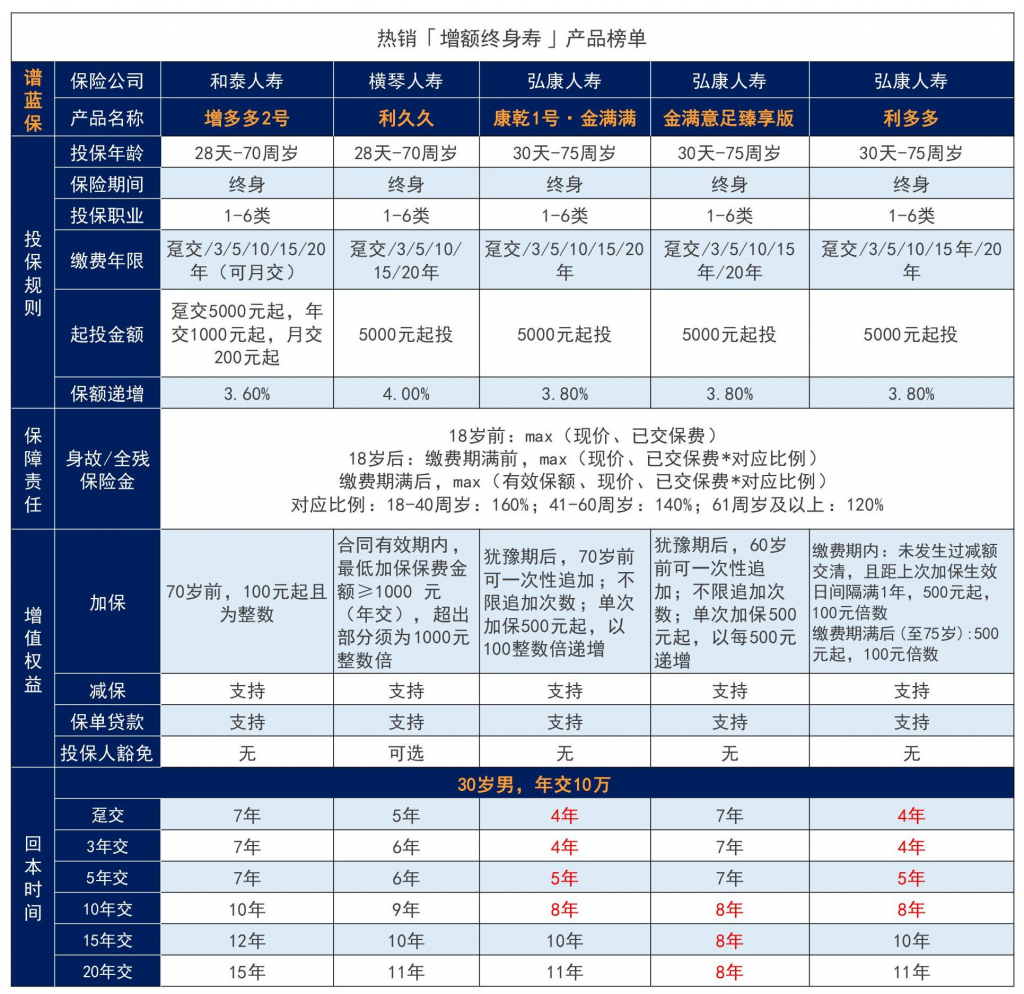 热销「增额终身寿」产品榜单
谱蓝保 保险公司 和泰人寿 横琴人寿 弘康人寿 弘康人寿 弘康人寿
产品名称 增多多2号 利久久 康乾1号·金满满 金满意足臻享版 利多多
投保规则
投保年龄 28天-70周岁 28天-70周岁 30天-75周岁 30天-75周岁 30天-75周岁
保险期间 终身 终身 终身 终身 终身
投保职业 1-6类 1-6类 1-6类 1-6类 1-6类
缴费年限
趸交/3/5/10/15/20
年（可月交）
趸交/3/5/10/
15/20年
趸交/3/5/10/15/20
年
趸交/3/5/10/15
年/20年
趸交/3/5/10/15年/20
年
起投金额
趸交5000元起，年
交1000元起，月交
200元起
5000元起投 5000元起投 5000元起投 5000元起投
保额递增 3.60% 4.00% 3.80% 3.80% 3.80%
保障责任
身故/全残
保险金
18岁前：max（现价、已交保费）
18岁后：缴费期满前，max（现价、已交保费*对应比例）
缴费期满后，max（有效保额、现价、已交保费*对应比例）
对应比例：18-40周岁：160%；41-60周岁：140%；61周岁及以上：120%
增值权益
加保
70岁前，100元起且
为整数
合同有效期内，
最低加保保费金
额≥1000 元
（年交），超出
部分须为1000元
整数倍
犹豫期后，70岁前
可一次性追加；不
限追加次数；单次
加保500元起，以
100整数倍递增
犹豫期后，60岁
前可一次性追
加；不限追加次
数；单次加保500
元起，以每500元
递增
缴费期内：未发生过减额
交清，且距上次加保生效
日间隔满1年，500元起，
100元倍数
缴费期满后(至75岁):500
元起，100元倍数
减保 支持 支持 支持 支持 支持
保单贷款 支持 支持 支持 支持 支持
投保人豁免 无 可选 无 无 无
回本时间
30岁男，年交10万
趸交 7年 5年 4年 7年 4年
3年交 7年 6年 4年 7年 4年
5年交 7年 6年 5年 7年 5年
10年交 10年 9年 8年 8年 8年
15年交 12年 10年 10年 8年 10年
20年交 15年 11年 11年 8年 11年